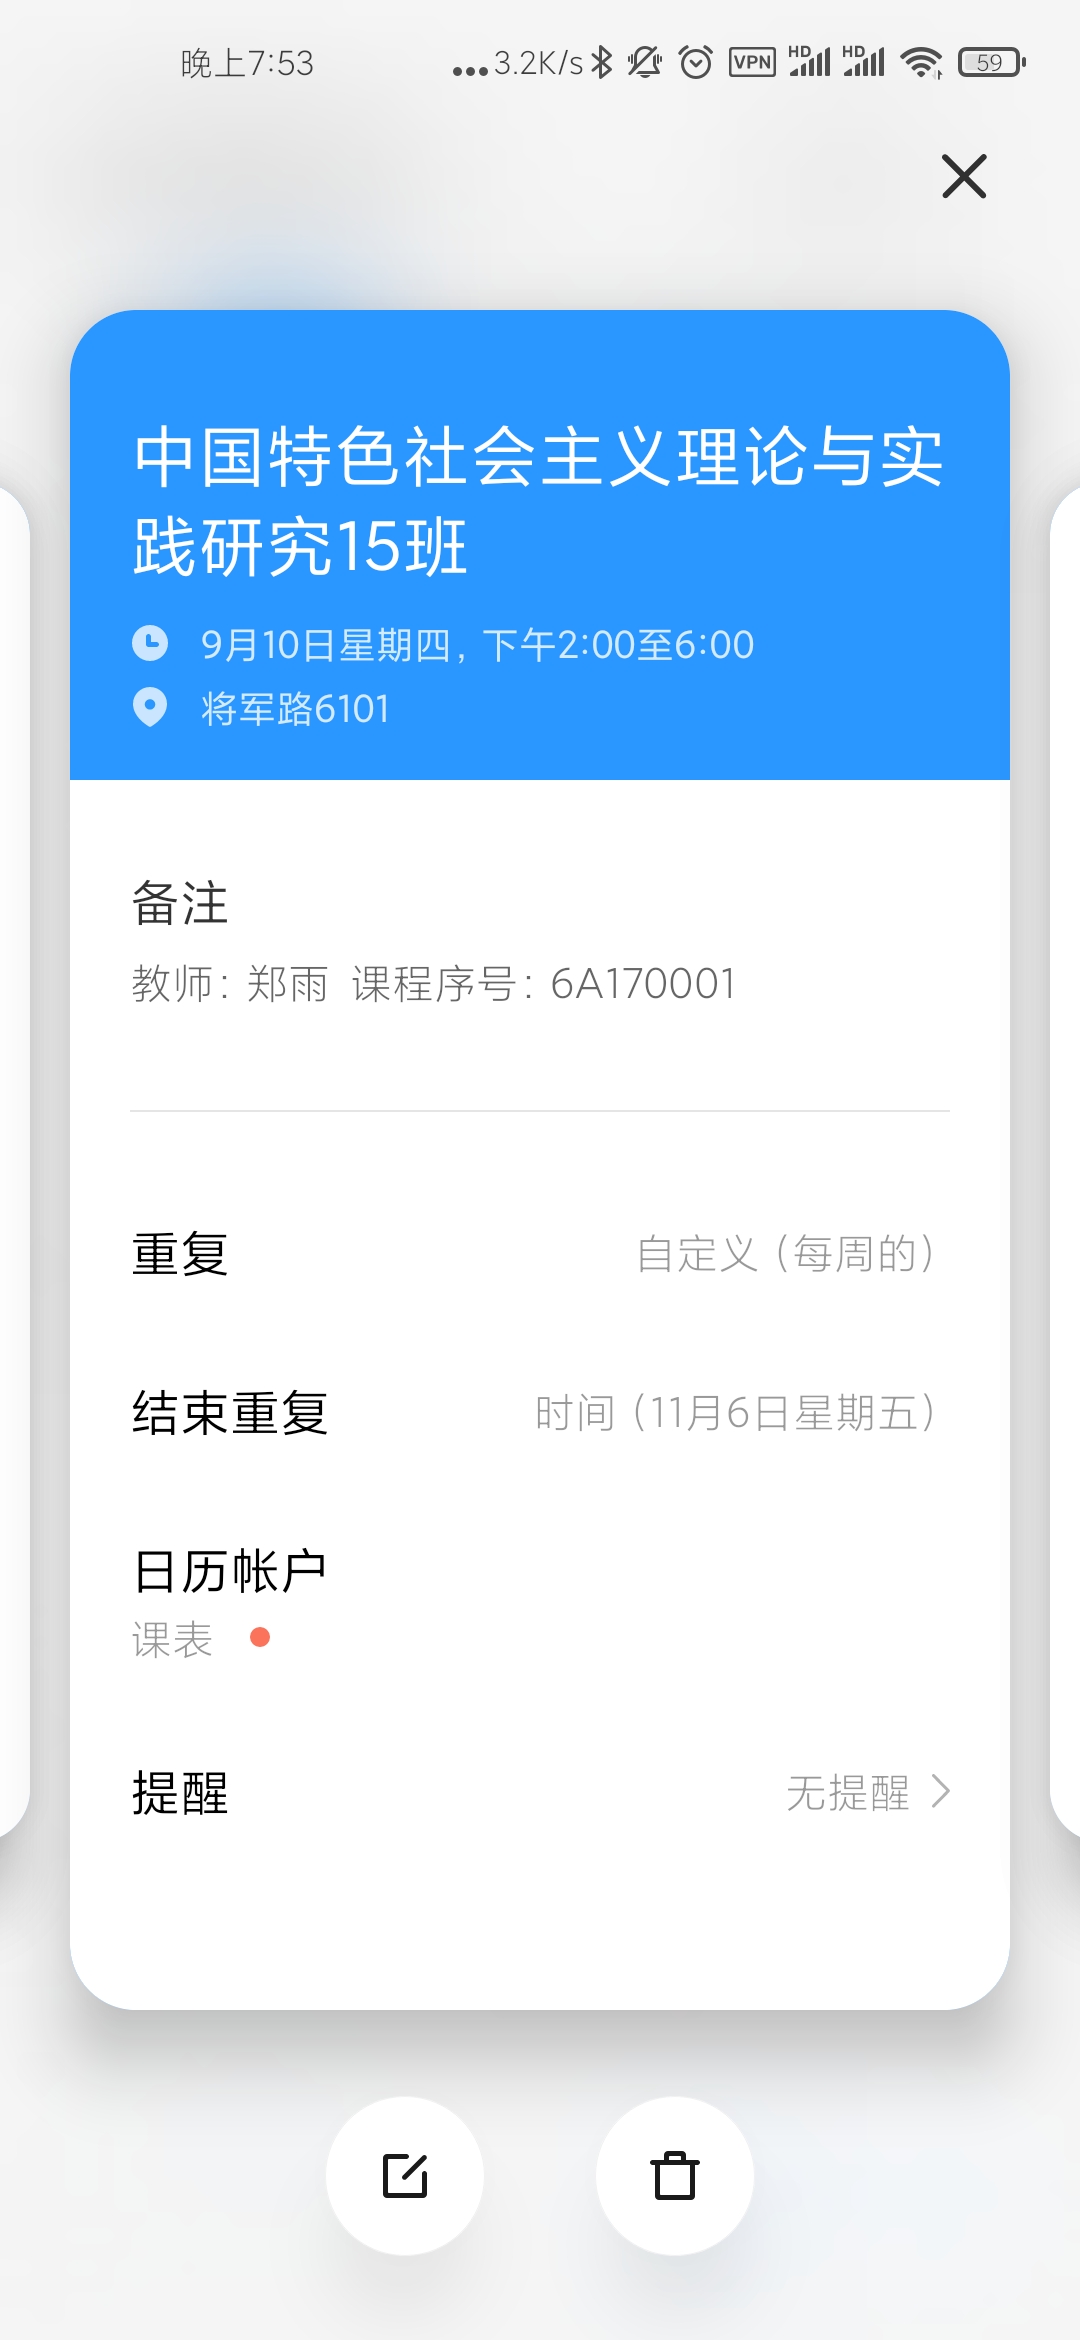 晚上7:53 ...3.2K/s VPN HD HD 59
中国特色社会主义理论与实
践研究15班
9月10日星期四，下午2:00至6:00
将军路6101
备注
教师：郑雨 课程序号：6A170001
重复 自定义（每周的）
结束重复 时间（11月6日星期五）
日历帐户
课表
提醒 无提醒